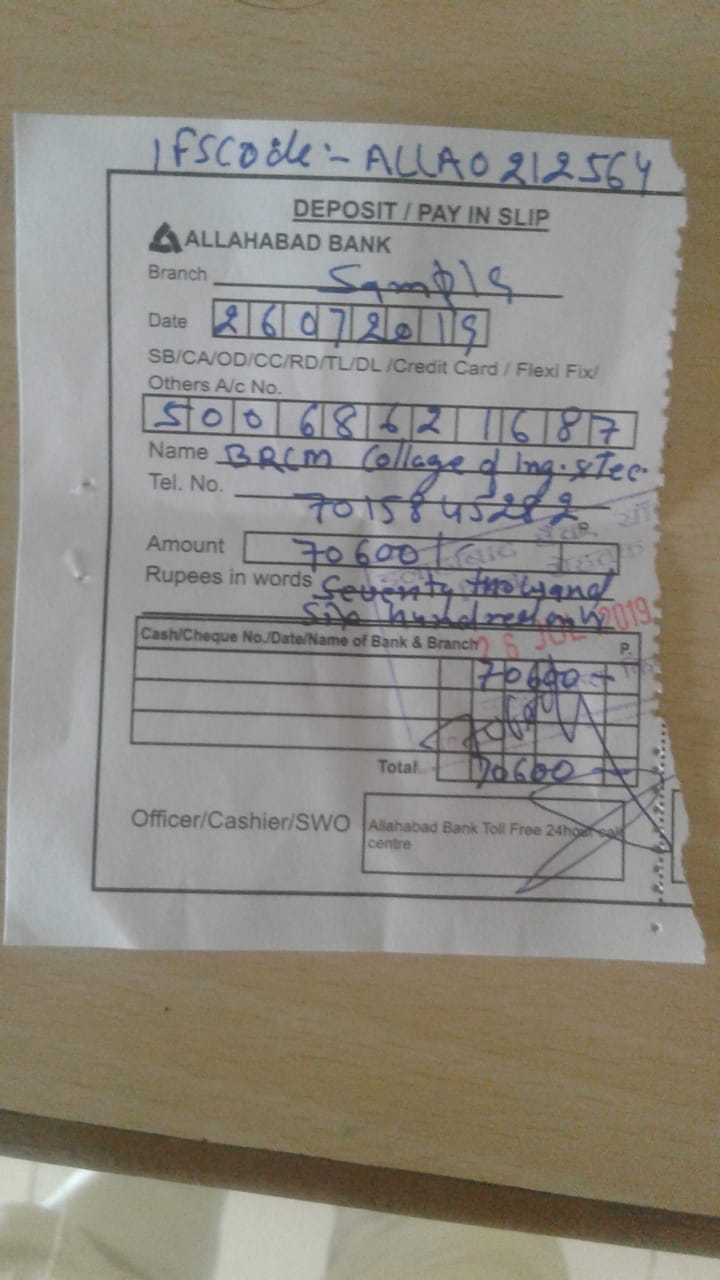 IFSCode:- ALLA0212564
DEPOSIT / PAY IN SLIP
ALLAHABAD BANK
Branch Sample
Date 26072019
SB/CA/OD/CC/RD/TL/DL /Credit Card / Flexi Fix/
Others A/c No.
50068621687
Name BRCM Collage of Ing. & Tec.
Tel. No. 7015845282
P.
Amount 70600/
Rupees in words Seventy thousand
Six hundred only
26 JUL 2019
Cash/Cheque No./Date/Name of Bank & Branch P.
70600
Total 70600
Officer/Cashier/SWO
Allahabad Bank Toll Free 24hour call
centre